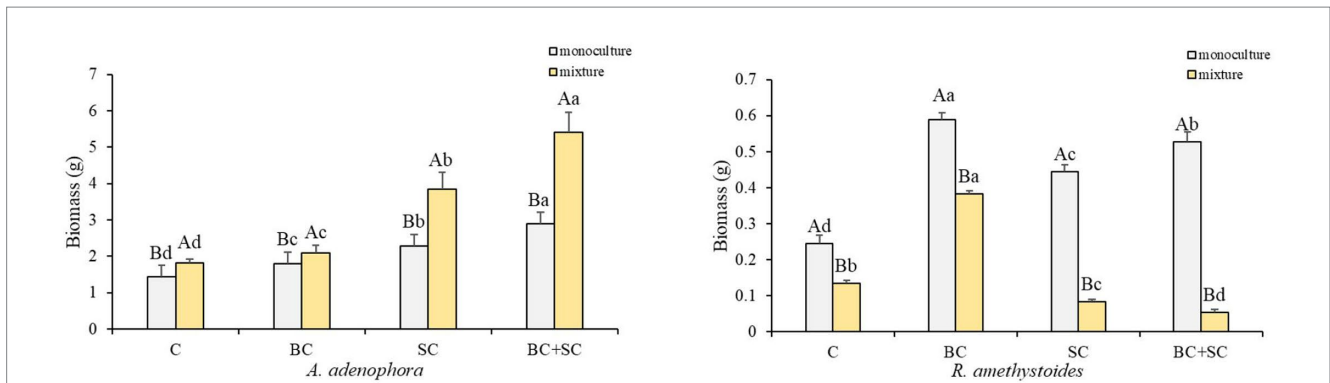 monoculture
mixture
7
6
5
4
3
2
1
0
Biomass (g)
Bd Ad
Bc Ac
Bb Ab
Ba Aa
C BC SC BC+SC
A. adenophora
monoculture
mixture
0.7
0.6
0.5
0.4
0.3
0.2
0.1
0
Biomass (g)
Ad Bb
Aa Ba
Ac Bc
Ab Bd
C BC SC BC+SC
R. amethystoides